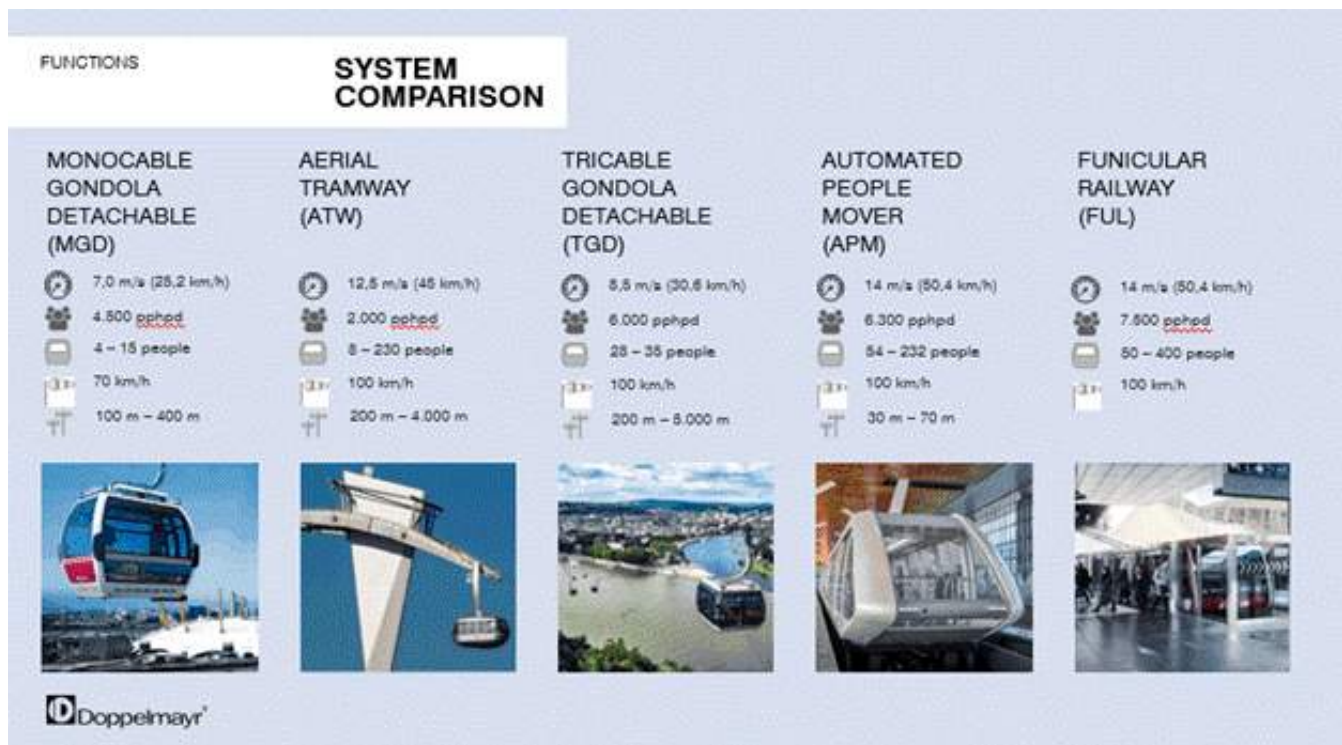 FUNCTIONS
SYSTEM
COMPARISON
MONOCABLE
GONDOLA
DETACHABLE
(MGD)
7,0 m/s (25,2 km/h)
4.500 pphpd
4 – 15 people
70 km/h
100 m – 400 m
AERIAL
TRAMWAY
(ATW)
12,5 m/s (45 km/h)
2.000 pphpd
8 – 230 people
100 km/h
200 m – 4.000 m
TRICABLE
GONDOLA
DETACHABLE
(TGD)
8,5 m/s (30,6 km/h)
6.000 pphpd
28 – 35 people
100 km/h
200 m – 5.000 m
AUTOMATED
PEOPLE
MOVER
(APM)
14 m/s (50,4 km/h)
6.300 pphpd
54 – 232 people
100 km/h
30 m – 70 m
FUNICULAR
RAILWAY
(FUL)
14 m/s (50,4 km/h)
7.500 pphpd
50 – 400 people
100 km/h
Doppelmayr